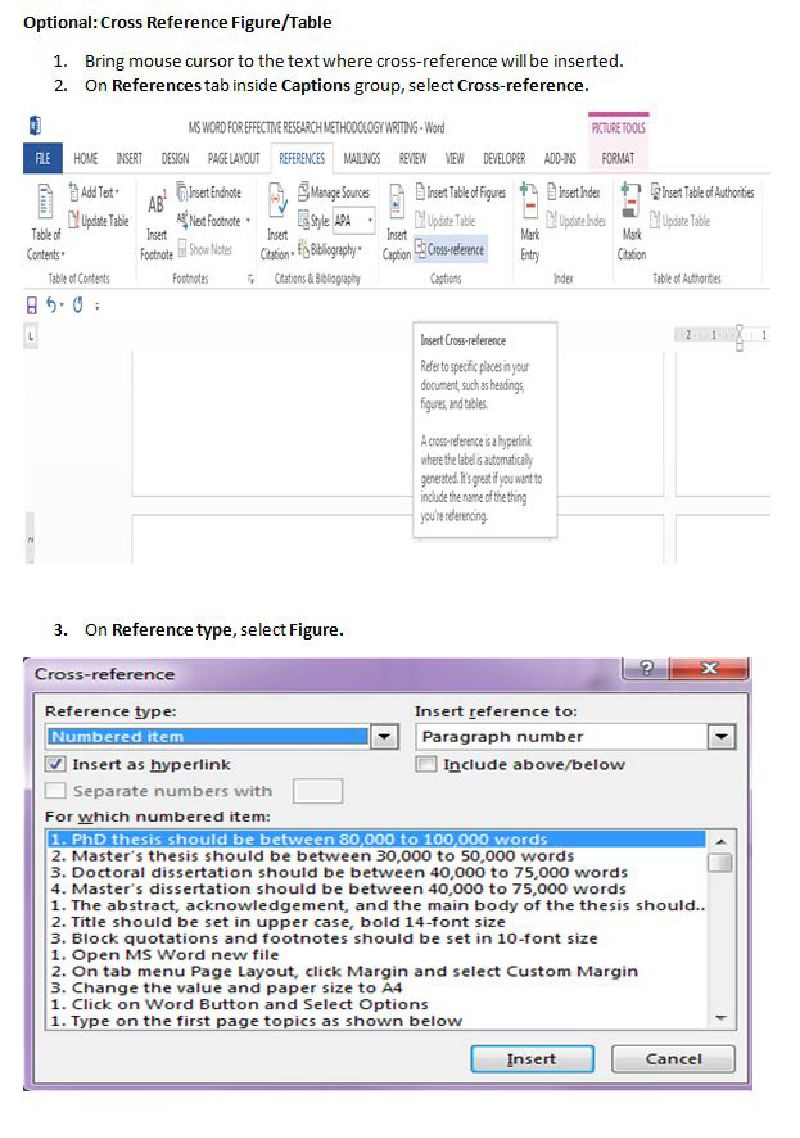 Optional: Cross Reference Figure/Table
1. Bring mouse cursor to the text where cross-reference will be inserted.
2. On References tab inside Captions group, select Cross-reference.
MS WORD FOR EFFECTIVE RESEARCH METHODOLOGY WRITING - Word
PICTURE TOOLS
FILE HOME INSERT DESIGN PAGE LAYOUT REFERENCES MAILINGS REVIEW VIEW DEVELOPER ADD-INS FORMAT
Add Text Insert Endnote Manage Sources Insert Table of Figures Insert Index Insert Table of Authorities
AB1 Next Footnote Style: APA
Update Table Update Table Update Index Update Table
Table of Contents Insert Footnote Show Notes Insert Citation Bibliography Insert Caption Cross-reference Mark Entry Mark Citation
Table of Contents Footnotes Citations & Bibliography Captions Index Table of Authorities
L
2 1 1
Insert Cross-reference
Refer to specific places in your
document, such as headings,
figures, and tables.
A cross-reference is a hyperlink
where the label is automatically
generated. It's great if you want to
include the name of the thing
you're referencing.
3. On Reference type, select Figure.
Cross-reference
?
Reference type: Insert reference to:
Numbered item Paragraph number
Insert as hyperlink Include above/below
Separate numbers with
For which numbered item:
1. PhD thesis should be between 80,000 to 100,000 words
2. Master's thesis should be between 30,000 to 50,000 words
3. Doctoral dissertation should be between 40,000 to 75,000 words
4. Master's dissertation should be between 40,000 to 75,000 words
1. The abstract, acknowledgement, and the main body of the thesis should..
2. Title should be set in upper case, bold 14-font size
3. Block quotations and footnotes should be set in 10-font size
1. Open MS Word new file
2. On tab menu Page Layout, click Margin and select Custom Margin
3. Change the value and paper size to A4
1. Click on Word Button and Select Options
1. Type on the first page topics as shown below
Insert Cancel